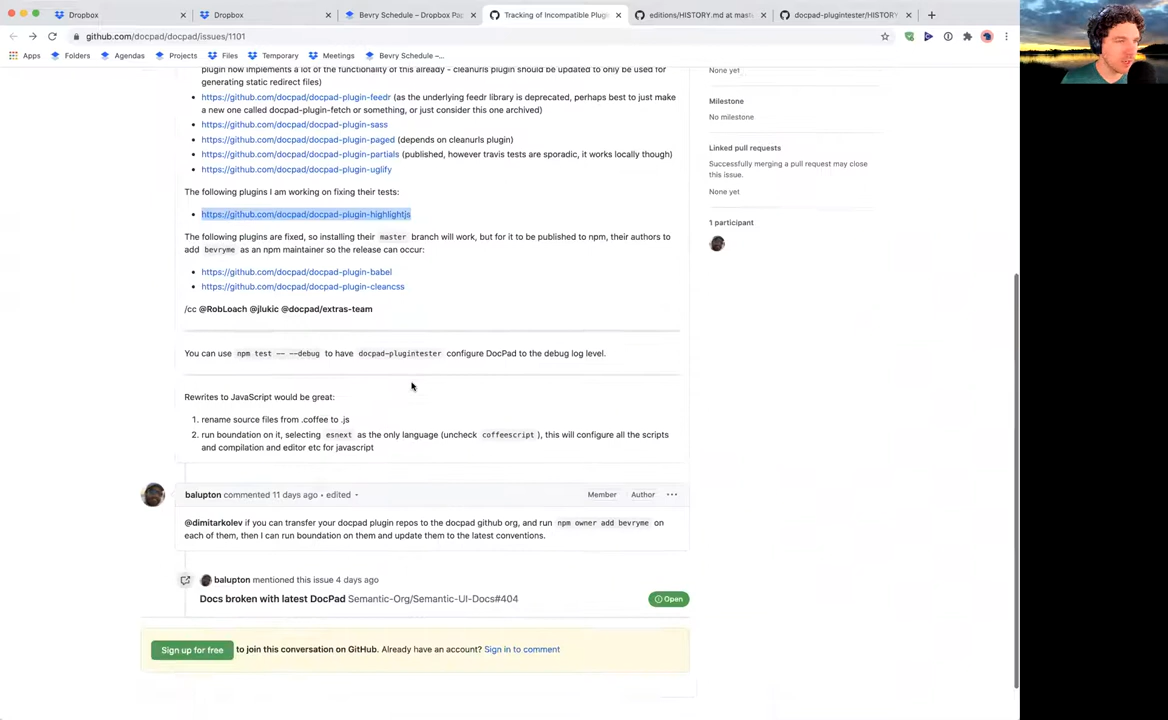 Dropbox
Dropbox
Bevry Schedule – Dropbox Pap
Tracking of Incompatible Plugin
editions/HISTORY.md at maste
docpad-plugintester/HISTORY
github.com/docpad/docpad/issues/1101
Apps
Folders
Agendas
Projects
Files
Temporary
Meetings
Bevry Schedule –...
plugin now implements a lot of the functionality of this already - cleanurls plugin should be updated to only be used for
generating static redirect files)
https://github.com/docpad/docpad-plugin-feedr (as the underlying feedr library is deprecated, perhaps best to just make
a new one called docpad-plugin-fetch or something, or just consider this one archived)
https://github.com/docpad/docpad-plugin-sass
https://github.com/docpad/docpad-plugin-paged (depends on cleanurls plugin)
https://github.com/docpad/docpad-plugin-partials (published, however travis tests are sporadic, it works locally though)
https://github.com/docpad/docpad-plugin-uglify
The following plugins I am working on fixing their tests:
https://github.com/docpad/docpad-plugin-highlightjs
The following plugins are fixed, so installing their master branch will work, but for it to be published to npm, their authors to
add bevryme as an npm maintainer so the release can occur:
https://github.com/docpad/docpad-plugin-babel
https://github.com/docpad/docpad-plugin-cleancss
/cc @RobLoach @jlukic @docpad/extras-team
You can use npm test -- --debug to have docpad-plugintester configure DocPad to the debug log level.
Rewrites to JavaScript would be great:
1. rename source files from .coffee to .js
2. run boundation on it, selecting esnext as the only language (uncheck coffeescript ), this will configure all the scripts
and compilation and editor etc for javascript
balupton commented 11 days ago • edited
Member
Author
@dimitarkolev if you can transfer your docpad plugin repos to the docpad github org, and run npm owner add bevryme on
each of them, then I can run boundation on them and update them to the latest conventions.
balupton mentioned this issue 4 days ago
Docs broken with latest DocPad Semantic-Org/Semantic-UI-Docs#404
Open
Sign up for free to join this conversation on GitHub. Already have an account? Sign in to comment
None yet
Milestone
No milestone
Linked pull requests
Successfully merging a pull request may close
this issue.
None yet
1 participant